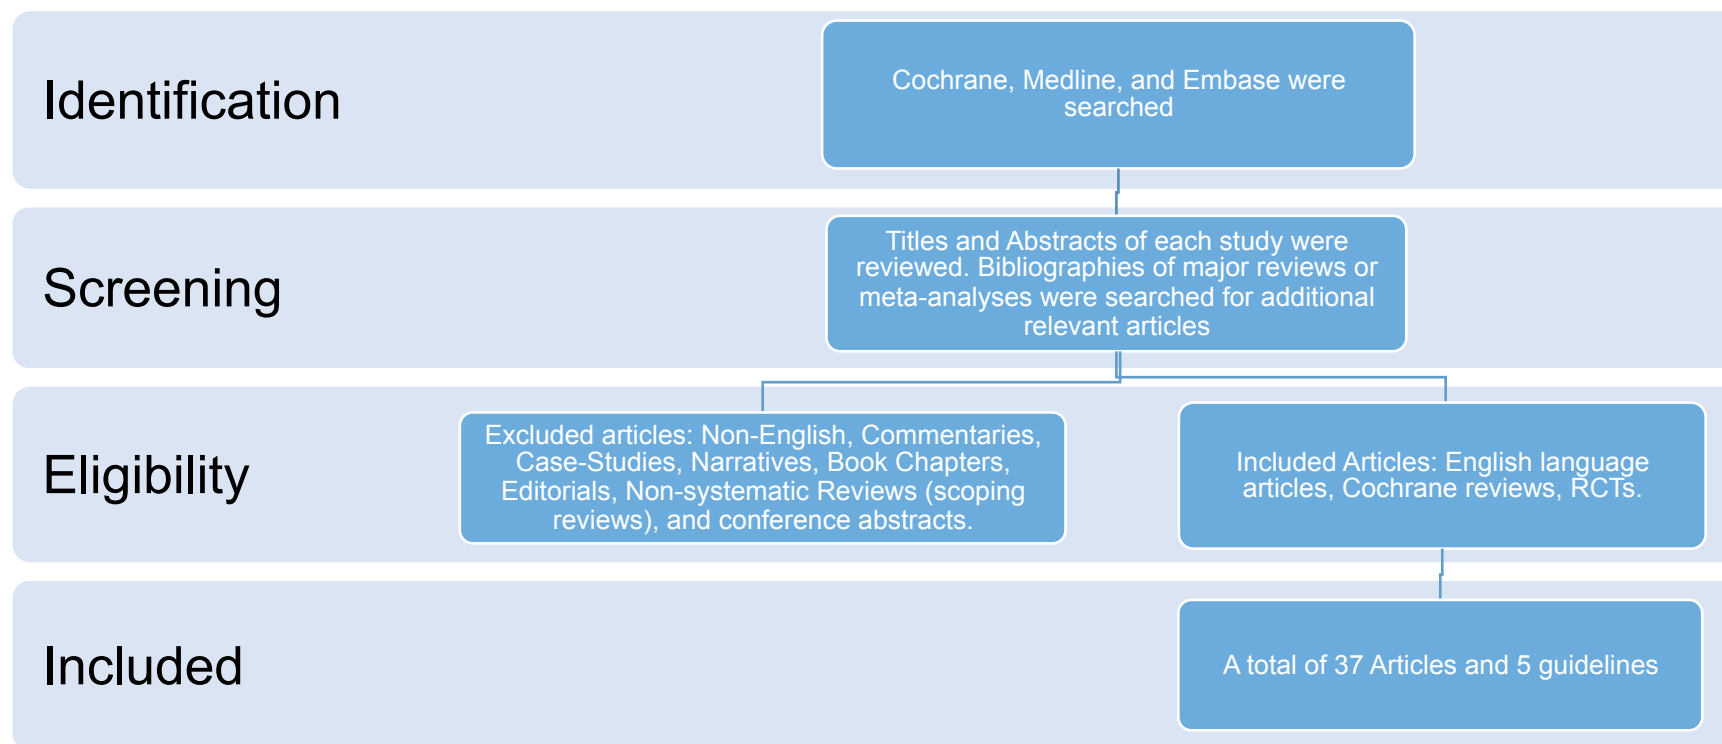 Identification
Cochrane, Medline, and Embase were
searched
Screening
Titles and Abstracts of each study were
reviewed. Bibliographies of major reviews or
meta-analyses were searched for additional
relevant articles
Eligibility
Excluded articles: Non-English, Commentaries,
Case-Studies, Narratives, Book Chapters,
Editorials, Non-systematic Reviews (scoping
reviews), and conference abstracts.
Included Articles: English language
articles, Cochrane reviews, RCTs.
Included
A total of 37 Articles and 5 guidelines